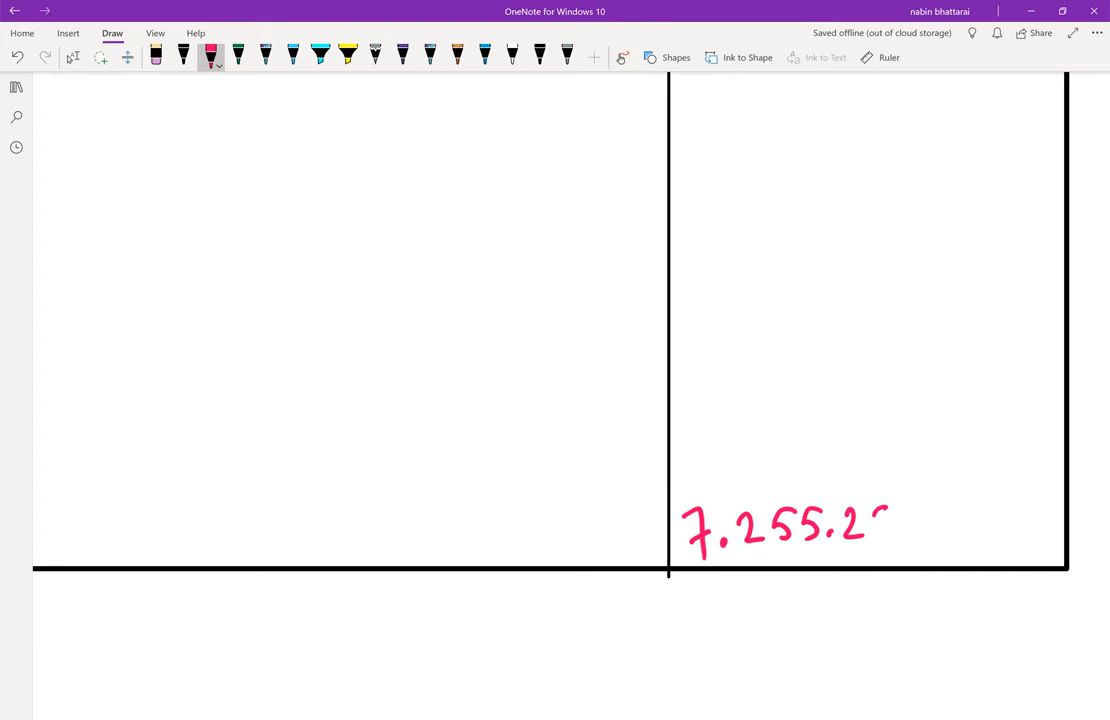 OneNote for Windows 10
nabin bhattarai
Home
Insert
Draw
View
Help
Saved offline (out of cloud storage)
Share
Shapes
Ink to Shape
Ink to Text
Ruler
7.255.2